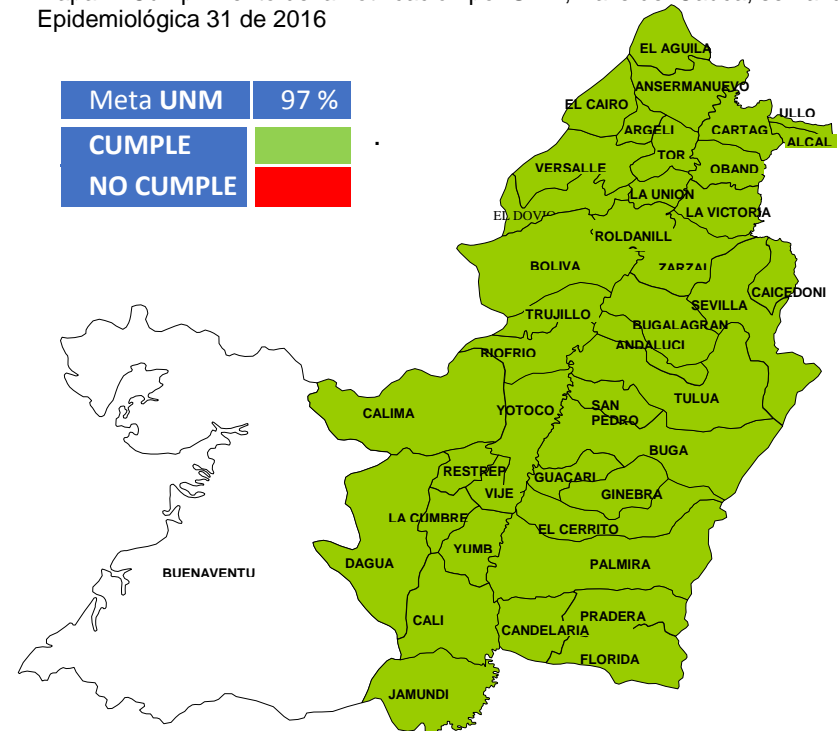 Epidemiológica 31 de 2016
Meta UNM 97 %
CUMPLE
NO CUMPLE
.
EL AGUILA
ANSERMANUEVO
EL CAIRO
ULLO
ARGELI
CARTAG
ALCAL
TOR
VERSALLE
OBAND
LA UNION
LA VICTORIA
EL DOVIO
ROLDANILL
BOLIVA
ZARZAL
CAICEDONI
SEVILLA
TRUJILLO
BUGALAGRAN
ANDALUCI
RIOFRIO
TULUA
CALIMA
YOTOCO
SAN
PEDRO
BUGA
RESTREP
GUACARI
VIJE
GINEBRA
LA CUMBRE
EL CERRITO
YUMB
DAGUA
PALMIRA
BUENAVENTU
CALI
PRADERA
CANDELARIA
FLORIDA
JAMUNDI